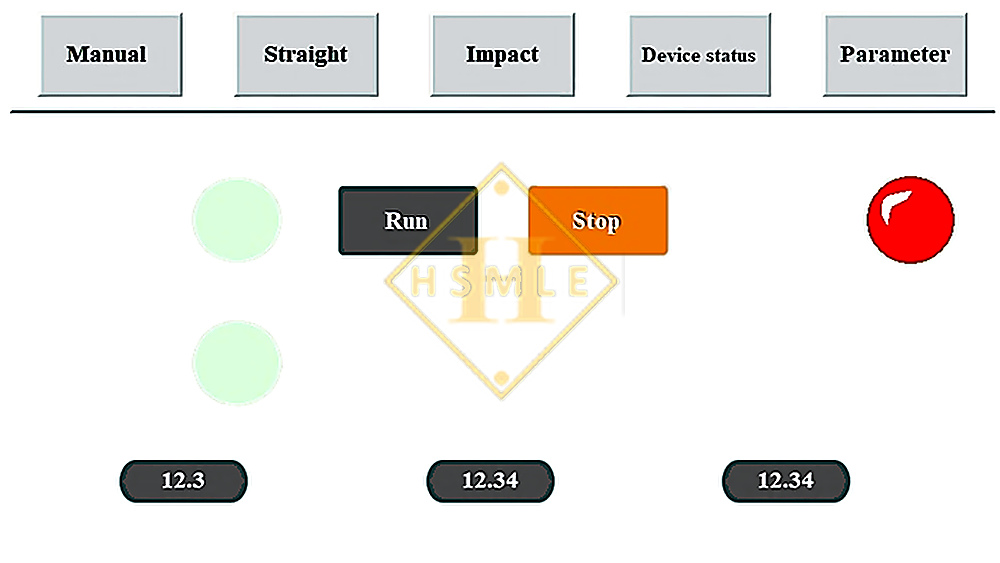 Manual
Straight
Impact
Device status
Parameter
Run
Stop
HSMLE
12.3
12.34
12.34